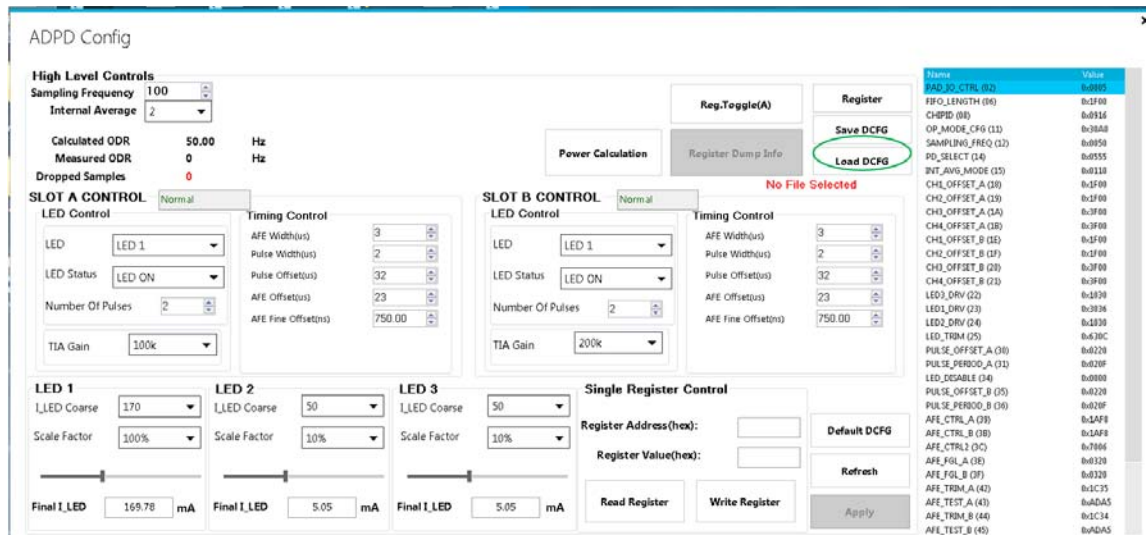 ADPD Config
High Level Controls
Sampling Frequency 100
Internal Average 2
Calculated ODR 50.00 Hz
Measured ODR 0 Hz
Dropped Samples 0
Reg.Toggle(A)
Register
Save DCFG
Power Calculation
Register Dump Info
Load DCFG
No File Selected
SLOT A CONTROL Normal
LED Control
LED LED 1
LED Status LED ON
Number Of Pulses 2
TIA Gain 100k
Timing Control
AFE Width(us) 3
Pulse Width(us) 2
Pulse Offset(us) 32
AFE Offset(us) 23
AFE Fine Offset(ns) 750.00
SLOT B CONTROL Normal
LED Control
LED LED 1
LED Status LED ON
Number Of Pulses 2
TIA Gain 200k
Timing Control
AFE Width(us) 3
Pulse Width(us) 2
Pulse Offset(us) 32
AFE Offset(us) 23
AFE Fine Offset(ns) 750.00
LED 1
I_LED Coarse 170
Scale Factor 100%
Final I_LED 169.78 mA
LED 2
I_LED Coarse 50
Scale Factor 10%
Final I_LED 5.05 mA
LED 3
I_LED Coarse 50
Scale Factor 10%
Final I_LED 5.05 mA
Single Register Control
Register Address(hex):
Register Value(hex):
Read Register
Write Register
Default DCFG
Refresh
Apply
Name Value
PAD_IO_CTRL (02) 0x0005
FIFO_LENGTH (06) 0x1F00
CHIPID (08) 0x0916
OP_MODE_CFG (11) 0x30A8
SAMPLING_FREQ (12) 0x0050
PD_SELECT (14) 0x0555
INT_AVG_MODE (15) 0x0110
CH1_OFFSET_A (18) 0x1F00
CH2_OFFSET_A (19) 0x1F00
CH3_OFFSET_A (1A) 0x3F00
CH4_OFFSET_A (1B) 0x3F00
CH1_OFFSET_B (1E) 0x1F00
CH2_OFFSET_B (1F) 0x1F00
CH3_OFFSET_B (20) 0x3F00
CH4_OFFSET_B (21) 0x3F00
LED3_DRV (22) 0x1030
LED1_DRV (23) 0x3036
LED2_DRV (24) 0x1030
LED_TRIM (25) 0x630C
PULSE_OFFSET_A (30) 0x0220
PULSE_PERIOD_A (31) 0x020F
LED_DISABLE (34) 0x0000
PULSE_OFFSET_B (35) 0x0220
PULSE_PERIOD_B (36) 0x020F
AFE_CTRL_A (39) 0x1AF8
AFE_CTRL_B (3B) 0x1AF8
AFE_CTRL2 (3C) 0x7006
AFE_FGL_A (3E) 0x0320
AFE_FGL_B (3F) 0x0320
AFE_TRIM_A (42) 0x1C35
AFE_TEST_A (43) 0xADA5
AFE_TRIM_B (44) 0x1C34
AFE_TEST_B (45) 0xADA5